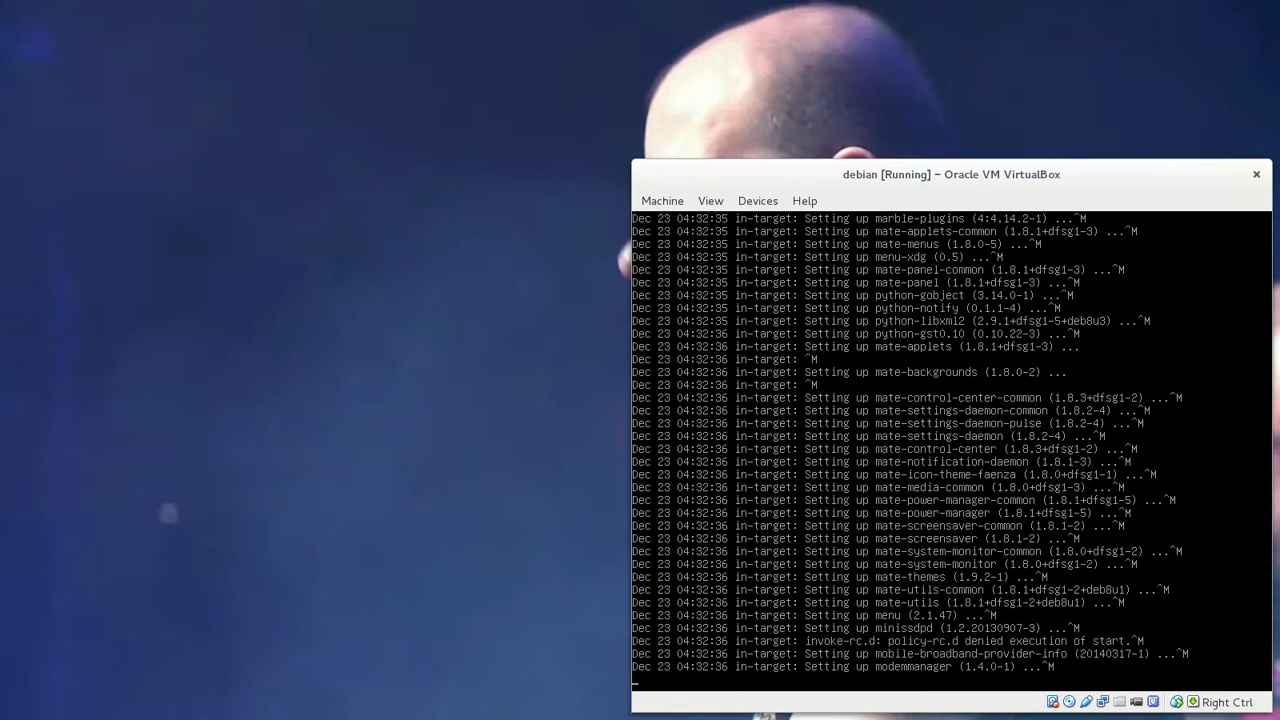 debian [Running] - Oracle VM VirtualBox
Machine View Devices Help
Dec 23 04:32:35 in-target: Setting up marble-plugins (4:4.14.2-1) ...^M
Dec 23 04:32:35 in-target: Setting up mate-applets-common (1.8.1+dfsg1-3) ...^M
Dec 23 04:32:35 in-target: Setting up mate-menus (1.8.0-5) ...^M
Dec 23 04:32:35 in-target: Setting up menu-xdg (0.5) ...^M
Dec 23 04:32:35 in-target: Setting up mate-panel-common (1.8.1+dfsg1-3) ...^M
Dec 23 04:32:35 in-target: Setting up mate-panel (1.8.1+dfsg1-3) ...^M
Dec 23 04:32:35 in-target: Setting up python-gobject (3.14.0-1) ...^M
Dec 23 04:32:35 in-target: Setting up python-notify (0.1.1-4) ...^M
Dec 23 04:32:35 in-target: Setting up python-libxml2 (2.9.1+dfsg1-5+deb8u3) ...^M
Dec 23 04:32:36 in-target: Setting up python-gst0.10 (0.10.22-3) ...^M
Dec 23 04:32:36 in-target: Setting up mate-applets (1.8.1+dfsg1-3) ...
Dec 23 04:32:36 in-target: ^M
Dec 23 04:32:36 in-target: Setting up mate-backgrounds (1.8.0-2) ...
Dec 23 04:32:36 in-target: ^M
Dec 23 04:32:36 in-target: Setting up mate-control-center-common (1.8.3+dfsg1-2) ...^M
Dec 23 04:32:36 in-target: Setting up mate-settings-daemon-common (1.8.2-4) ...^M
Dec 23 04:32:36 in-target: Setting up mate-settings-daemon-pulse (1.8.2-4) ...^M
Dec 23 04:32:36 in-target: Setting up mate-settings-daemon (1.8.2-4) ...^M
Dec 23 04:32:36 in-target: Setting up mate-control-center (1.8.3+dfsg1-2) ...^M
Dec 23 04:32:36 in-target: Setting up mate-notification-daemon (1.8.1-3) ...^M
Dec 23 04:32:36 in-target: Setting up mate-icon-theme-faenza (1.8.0+dfsg1-1) ...^M
Dec 23 04:32:36 in-target: Setting up mate-media-common (1.8.0+dfsg1-3) ...^M
Dec 23 04:32:36 in-target: Setting up mate-power-manager-common (1.8.1+dfsg1-5) ...^M
Dec 23 04:32:36 in-target: Setting up mate-power-manager (1.8.1+dfsg1-5) ...^M
Dec 23 04:32:36 in-target: Setting up mate-screensaver-common (1.8.1-2) ...^M
Dec 23 04:32:36 in-target: Setting up mate-screensaver (1.8.1-2) ...^M
Dec 23 04:32:36 in-target: Setting up mate-system-monitor-common (1.8.0+dfsg1-2) ...^M
Dec 23 04:32:36 in-target: Setting up mate-system-monitor (1.8.0+dfsg1-2) ...^M
Dec 23 04:32:36 in-target: Setting up mate-themes (1.9.2-1) ...^M
Dec 23 04:32:36 in-target: Setting up mate-utils-common (1.8.1+dfsg1-2+deb8u1) ...^M
Dec 23 04:32:36 in-target: Setting up mate-utils (1.8.1+dfsg1-2+deb8u1) ...^M
Dec 23 04:32:36 in-target: Setting up menu (2.1.47) ...^M
Dec 23 04:32:36 in-target: Setting up minissdpd (1.2.20130907-3) ...^M
Dec 23 04:32:36 in-target: invoke-rc.d: policy-rc.d denied execution of start.^M
Dec 23 04:32:36 in-target: Setting up mobile-broadband-provider-info (20140317-1) ...^M
Dec 23 04:32:36 in-target: Setting up modemmanager (1.4.0-1) ...^M
Right Ctrl